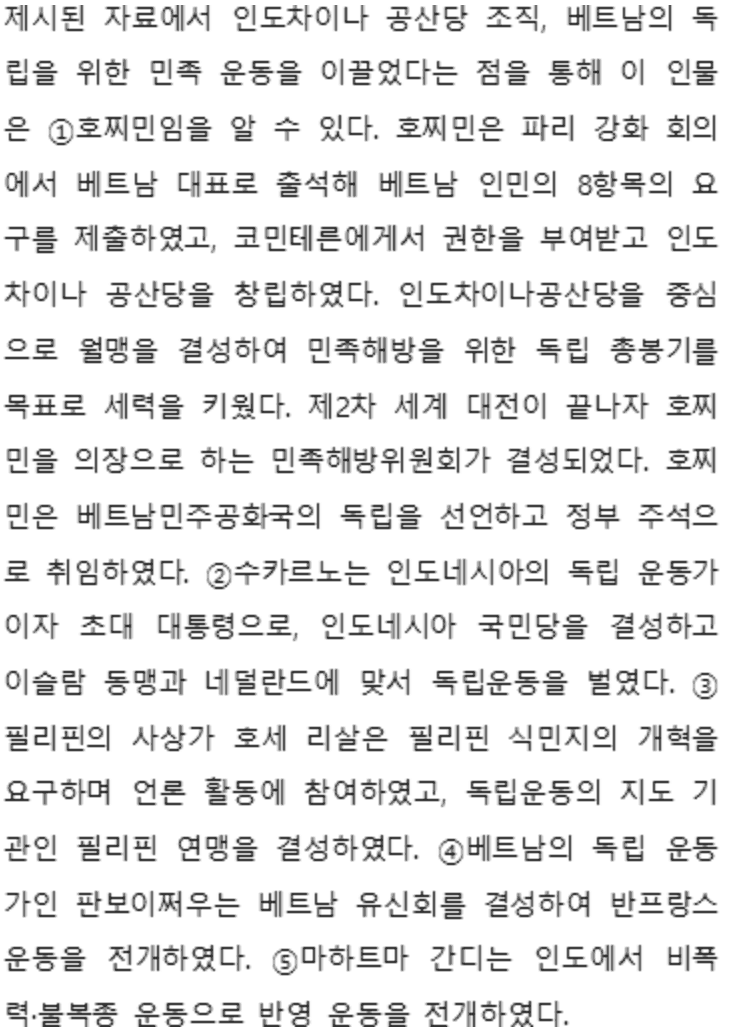 제시된 자료에서 인도차이나 공산당 조직, 베트남의 독
립을 위한 민족 운동을 이끌었다는 점을 통해 이 인물
은 ①호찌민임을 알 수 있다. 호찌민은 파리 강화 회의
에서 베트남 대표로 출석해 베트남 인민의 8항목의 요
구를 제출하였고, 코민테른에게서 권한을 부여받고 인도
차이나 공산당을 창립하였다. 인도차이나공산당을 중심
으로 월맹을 결성하여 민족해방을 위한 독립 총봉기를
목표로 세력을 키웠다. 제2차 세계 대전이 끝나자 호찌
민을 의장으로 하는 민족해방위원회가 결성되었다. 호찌
민은 베트남민주공화국의 독립을 선언하고 정부 주석으
로 취임하였다. ②수카르노는 인도네시아의 독립 운동가
이자 초대 대통령으로, 인도네시아 국민당을 결성하고
이슬람 동맹과 네덜란드에 맞서 독립운동을 벌였다. ③
필리핀의 사상가 호세 리살은 필리핀 식민지의 개혁을
요구하며 언론 활동에 참여하였고, 독립운동의 지도 기
관인 필리핀 연맹을 결성하였다. ④베트남의 독립 운동
가인 판보이쩌우는 베트남 유신회를 결성하여 반프랑스
운동을 전개하였다. ⑤마하트마 간디는 인도에서 비폭
력·불복종 운동으로 반영 운동을 전개하였다.